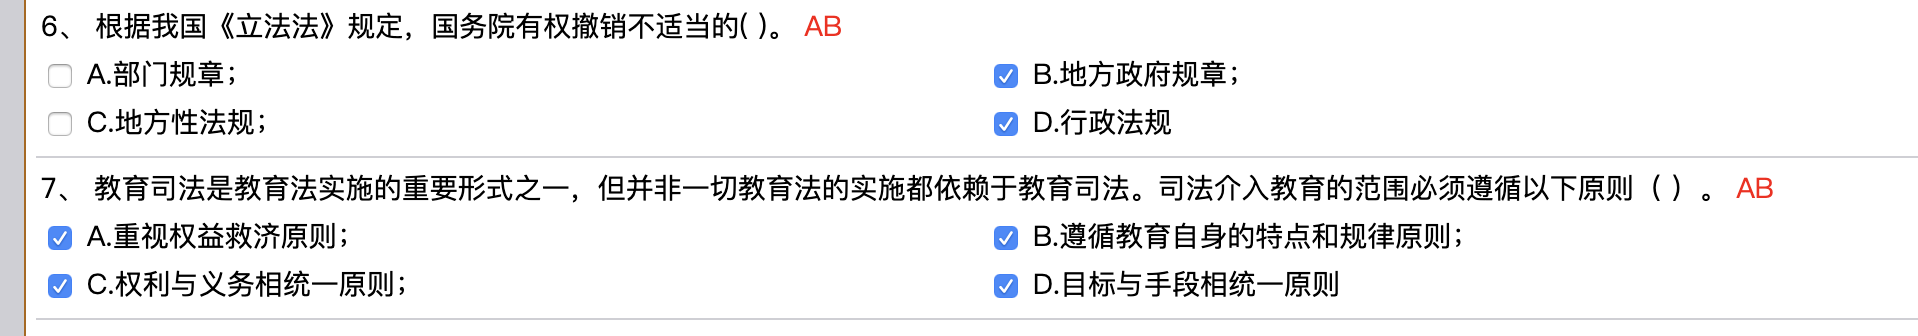 6、 根据我国《立法法》规定，国务院有权撤销不适当的( )。 AB
A.部门规章； B.地方政府规章；
C.地方性法规； D.行政法规
7、 教育司法是教育法实施的重要形式之一，但并非一切教育法的实施都依赖于教育司法。司法介入教育的范围必须遵循以下原则（ ）。 AB
A.重视权益救济原则； B.遵循教育自身的特点和规律原则；
C.权利与义务相统一原则； D.目标与手段相统一原则